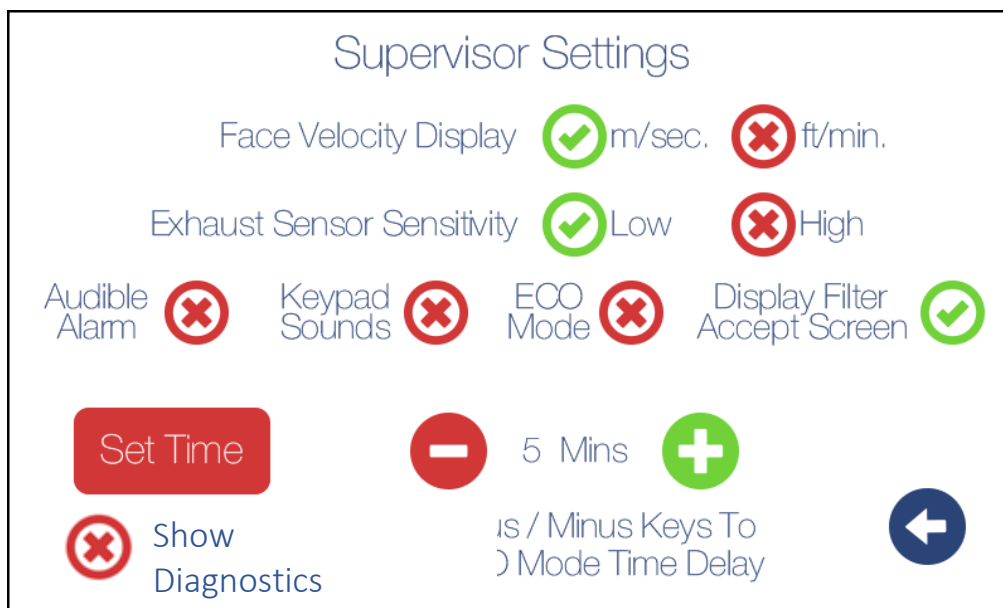 Supervisor Settings
Face Velocity Display m/sec. ft/min.
Exhaust Sensor Sensitivity Low High
Audible Alarm
Keypad Sounds
ECO Mode
Display Filter Accept Screen
Set Time
5 Mins
/ Minus Keys To
Mode Time Delay
Show
Diagnostics